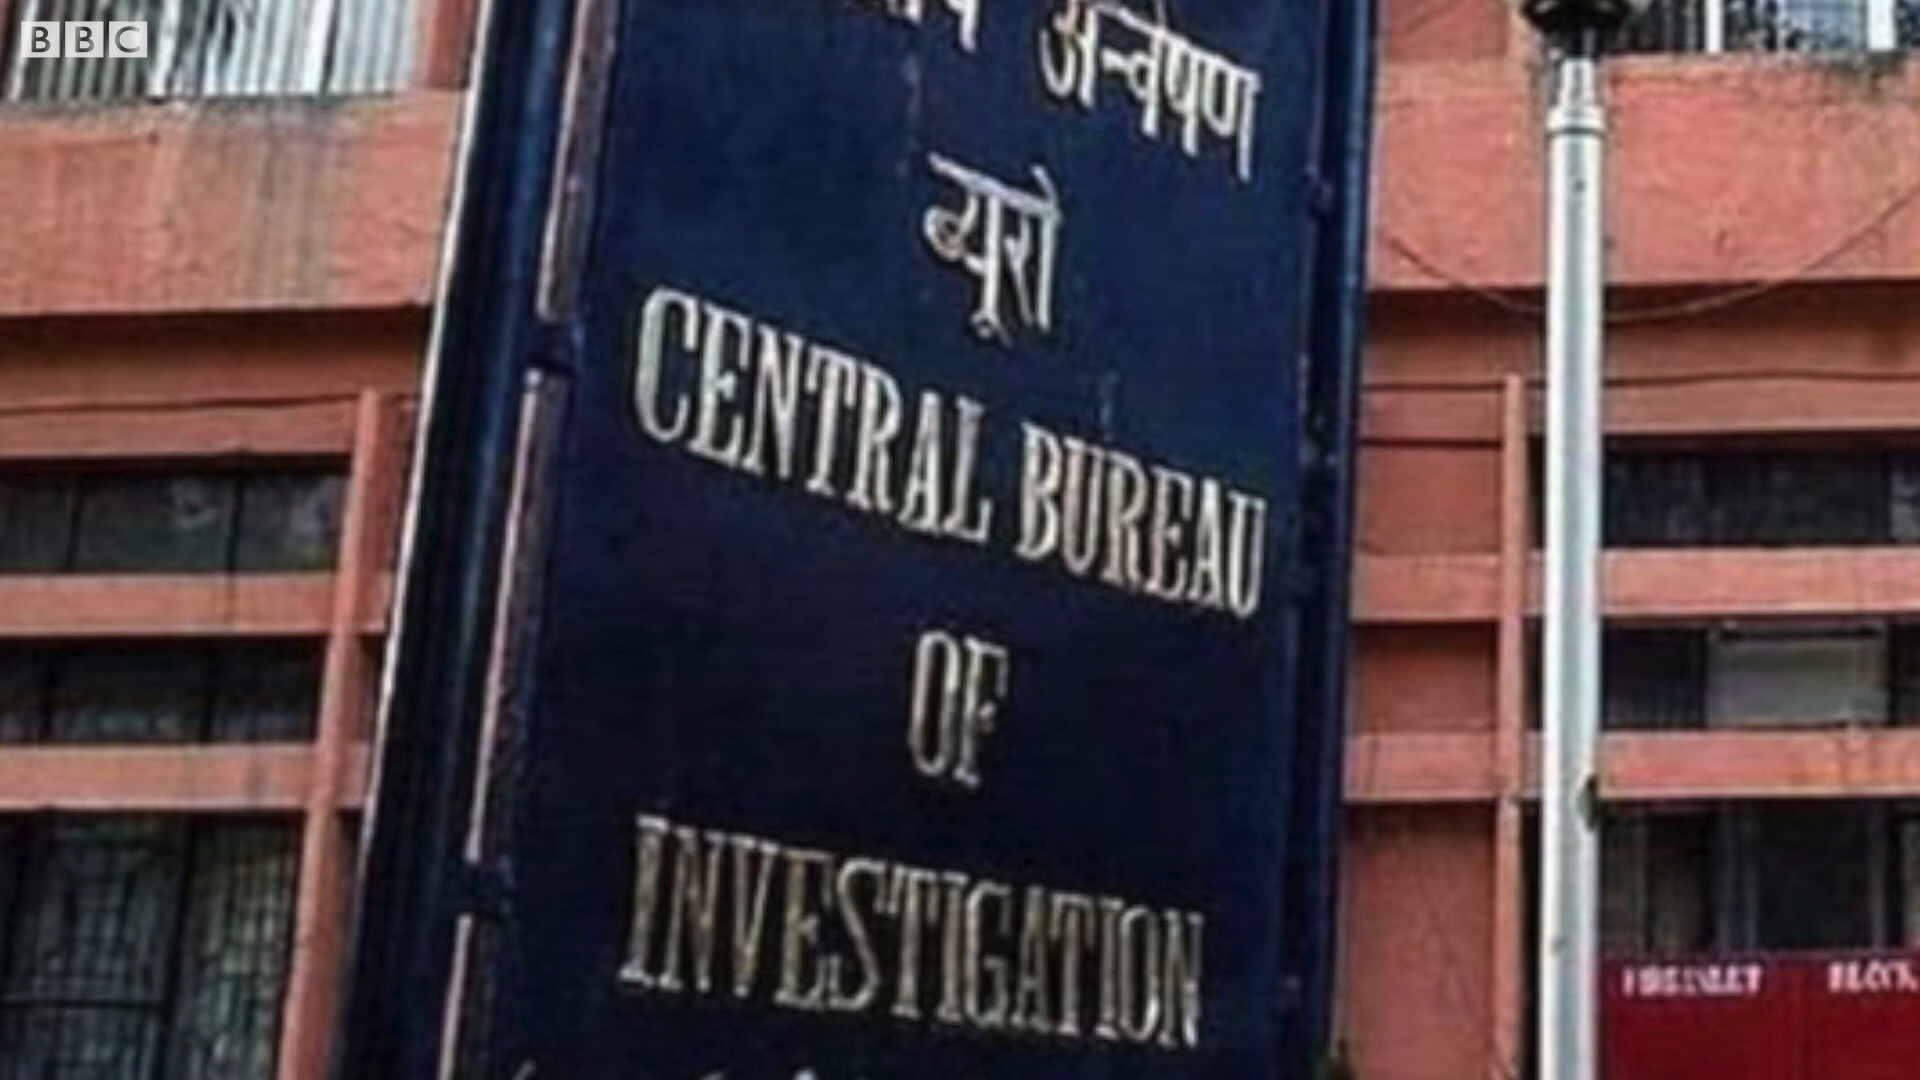 BBC
अन्वेषण
ब्यूरो
CENTRAL BUREAU
OF
INVESTIGATION